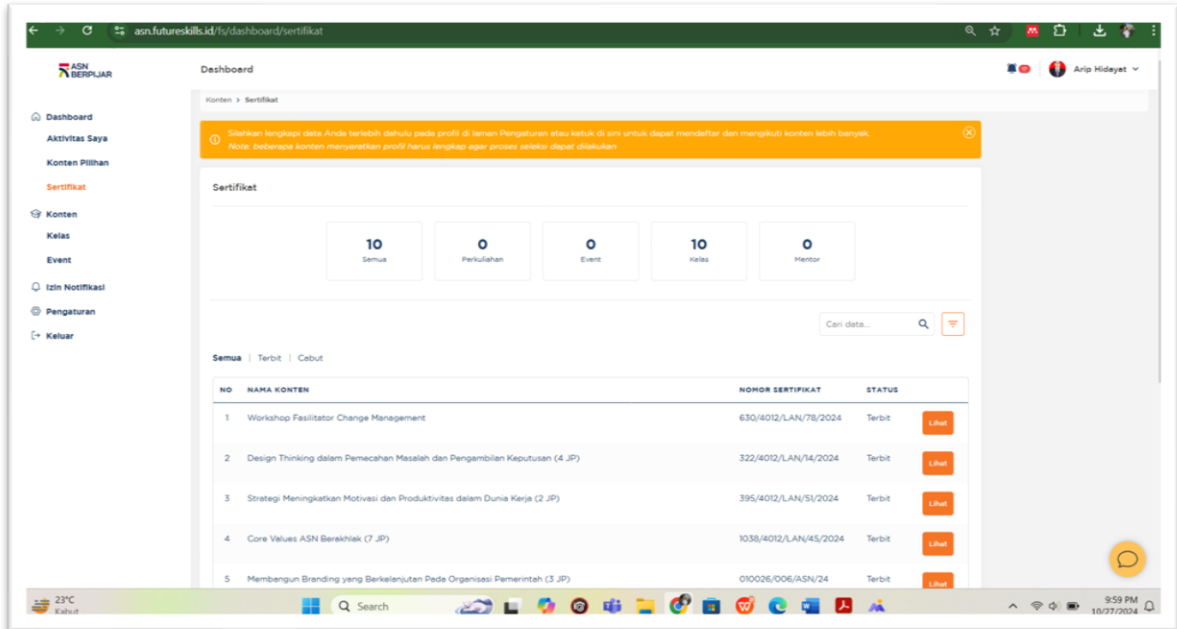 asn.futureskills.id/fs/dashboard/sertifikat
ASN BERPIJAR
Dashboard
Arip Hidayat
Konten > Sertifikat
Dashboard
Aktivitas Saya
Konten Pilihan
Sertifikat
Konten
Kelas
Event
Izin Notifikasi
Pengaturan
Keluar
Silahkan lengkapi data Anda terlebih dahulu pada profil di laman Pengaturan atau ketuk di sini untuk dapat mendaftar dan mengikuti konten lebih banyak.
Note: beberapa konten menyaratkan profil harus lengkap agar proses seleksi dapat dilakukan
Sertifikat
10 Semua
0 Perkuliahan
0 Event
10 Kelas
0 Mentor
Cari data...
Semua | Terbit | Cabut
NO NAMA KONTEN NOMOR SERTIFIKAT STATUS
1 Workshop Fasilitator Change Management 630/4012/LAN/78/2024 Terbit Lihat
2 Design Thinking dalam Pemecahan Masalah dan Pengambilan Keputusan (4 JP) 322/4012/LAN/14/2024 Terbit Lihat
3 Strategi Meningkatkan Motivasi dan Produktivitas dalam Dunia Kerja (2 JP) 395/4012/LAN/51/2024 Terbit Lihat
4 Core Values ASN Berakhlak (7 JP) 1038/4012/LAN/45/2024 Terbit Lihat
5 Membangun Branding yang Berkelanjutan Pada Organisasi Pemerintah (3 JP) 010026/006/ASN/24 Terbit Lihat
23°C
Kabut
Search
9:59 PM
10/27/2024